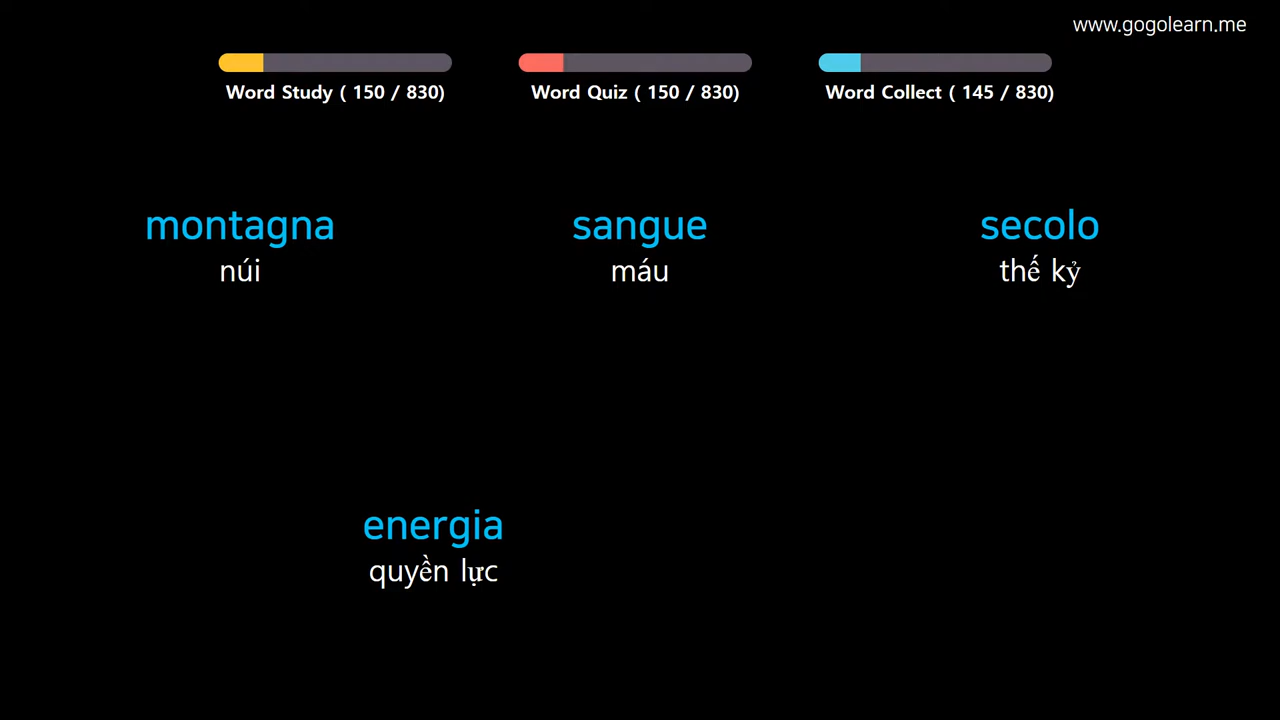 www.gogolearn.me
Word Study ( 150 / 830)
Word Quiz ( 150 / 830)
Word Collect ( 145 / 830)
montagna
núi
sangue
máu
secolo
thế kỷ
energia
quyền lực